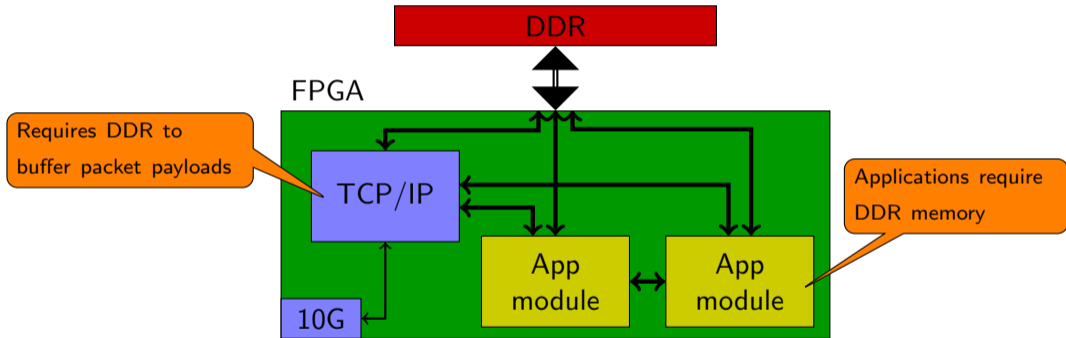 DDR
FPGA
Requires DDR to
buffer packet payloads
TCP/IP
Applications require
DDR memory
App
module
App
module
10G